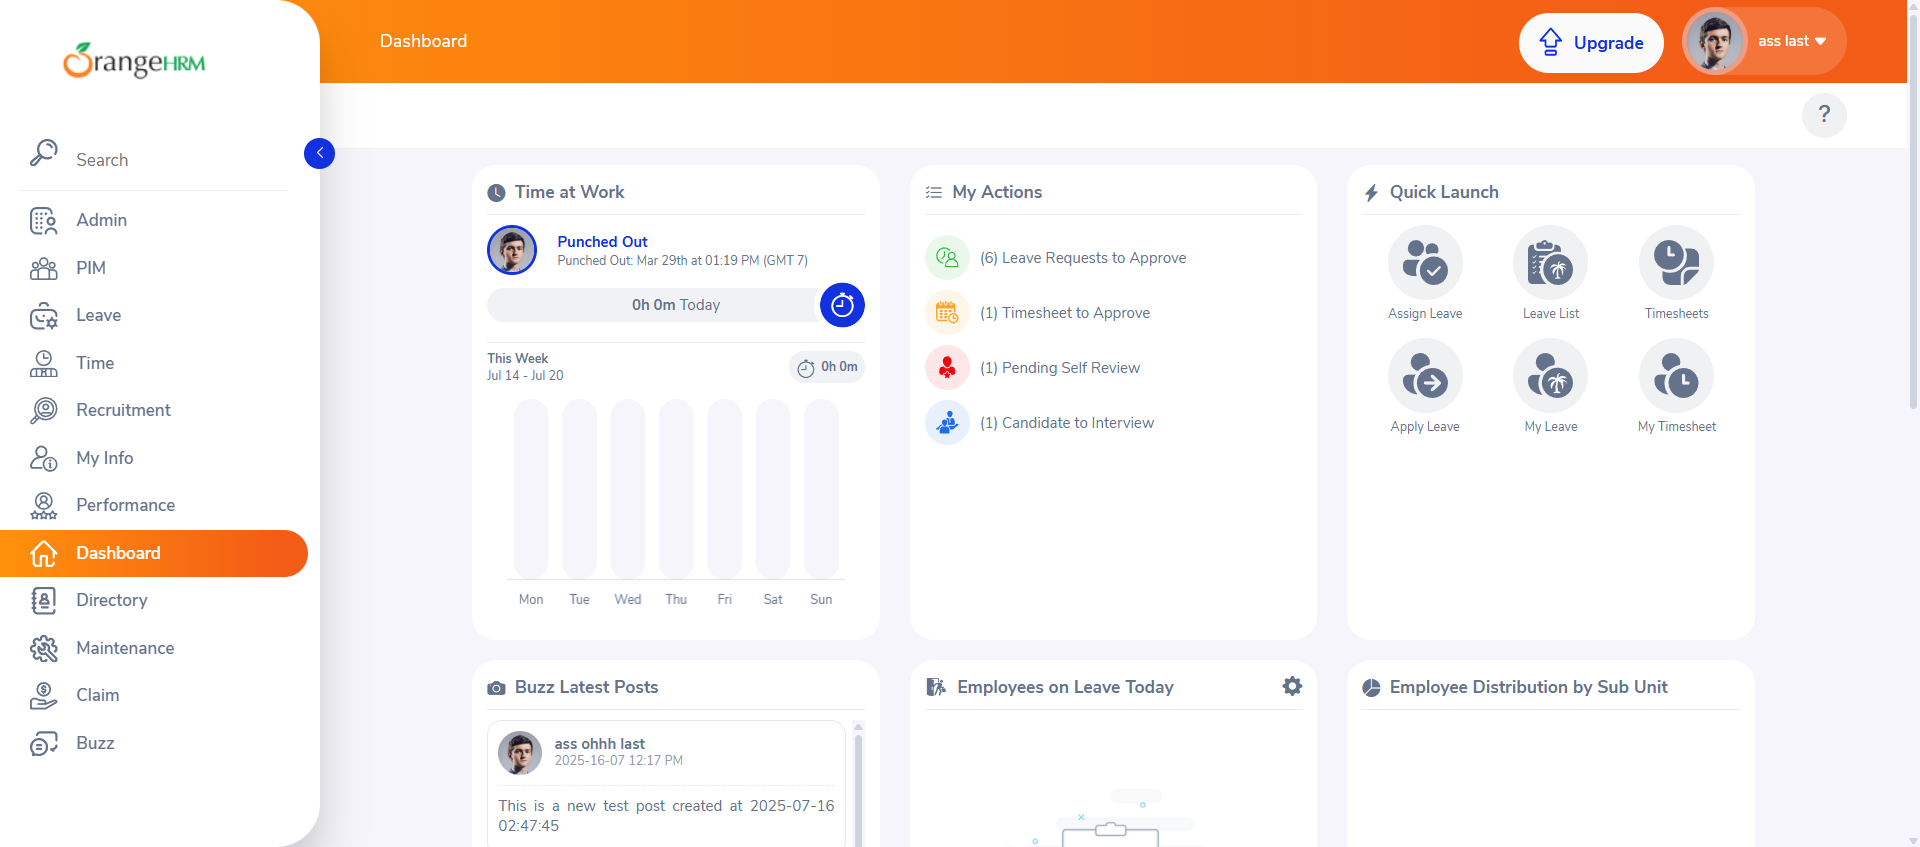 OrangeHRM
Dashboard
Upgrade
ass last
?
Search
Admin
PIM
Leave
Time
Recruitment
My Info
Performance
Dashboard
Directory
Maintenance
Claim
Buzz
Time at Work
Punched Out
Punched Out: Mar 29th at 01:19 PM (GMT 7)
0h 0m Today
This Week
Jul 14 - Jul 20
0h 0m
Mon Tue Wed Thu Fri Sat Sun
My Actions
(6) Leave Requests to Approve
(1) Timesheet to Approve
(1) Pending Self Review
(1) Candidate to Interview
Quick Launch
Assign Leave Leave List Timesheets
Apply Leave My Leave My Timesheet
Buzz Latest Posts
ass ohhh last
2025-16-07 12:17 PM
This is a new test post created at 2025-07-16
02:47:45
Employees on Leave Today
Employee Distribution by Sub Unit